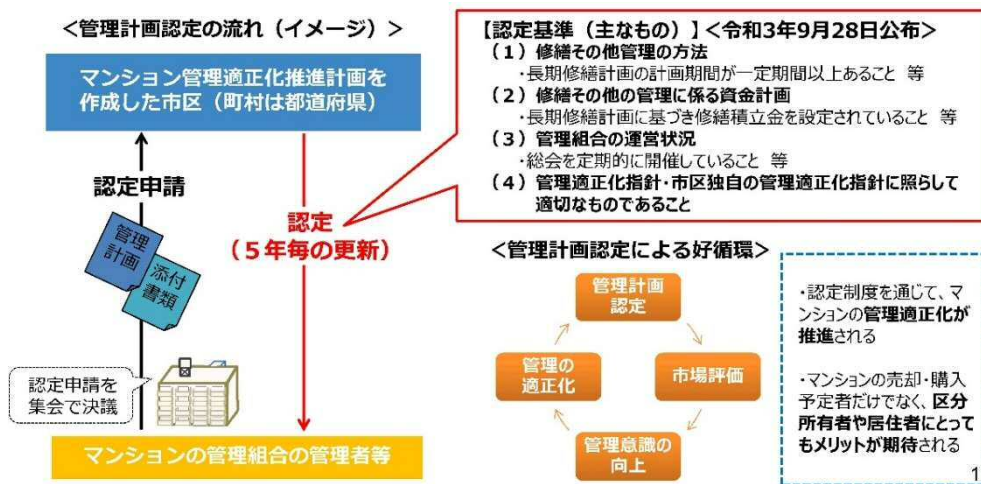 <管理計画認定の流れ（イメージ）>
マンション管理適正化推進計画を
作成した市区（町村は都道府県）
認定申請
管理
計画
添付
書類
認定
（５年毎の更新）
認定申請を
集会で決議
マンションの管理組合の管理者等
【認定基準（主なもの）】<令和3年9月28日公布>
（１）修繕その他管理の方法
・長期修繕計画の計画期間が一定期間以上あること 等
（２）修繕その他の管理に係る資金計画
・長期修繕計画に基づき修繕積立金を設定されていること 等
（３）管理組合の運営状況
・総会を定期的に開催していること 等
（４）管理適正化指針・市区独自の管理適正化指針に照らして
適切なものであること
<管理計画認定による好循環>
管理計画
認定
市場評価
管理意識の
向上
管理の
適正化
・認定制度を通じて、マ
ンションの管理適正化が
推進される
・マンションの売却・購入
予定者だけでなく、区分
所有者や居住者にとって
もメリットが期待される
1